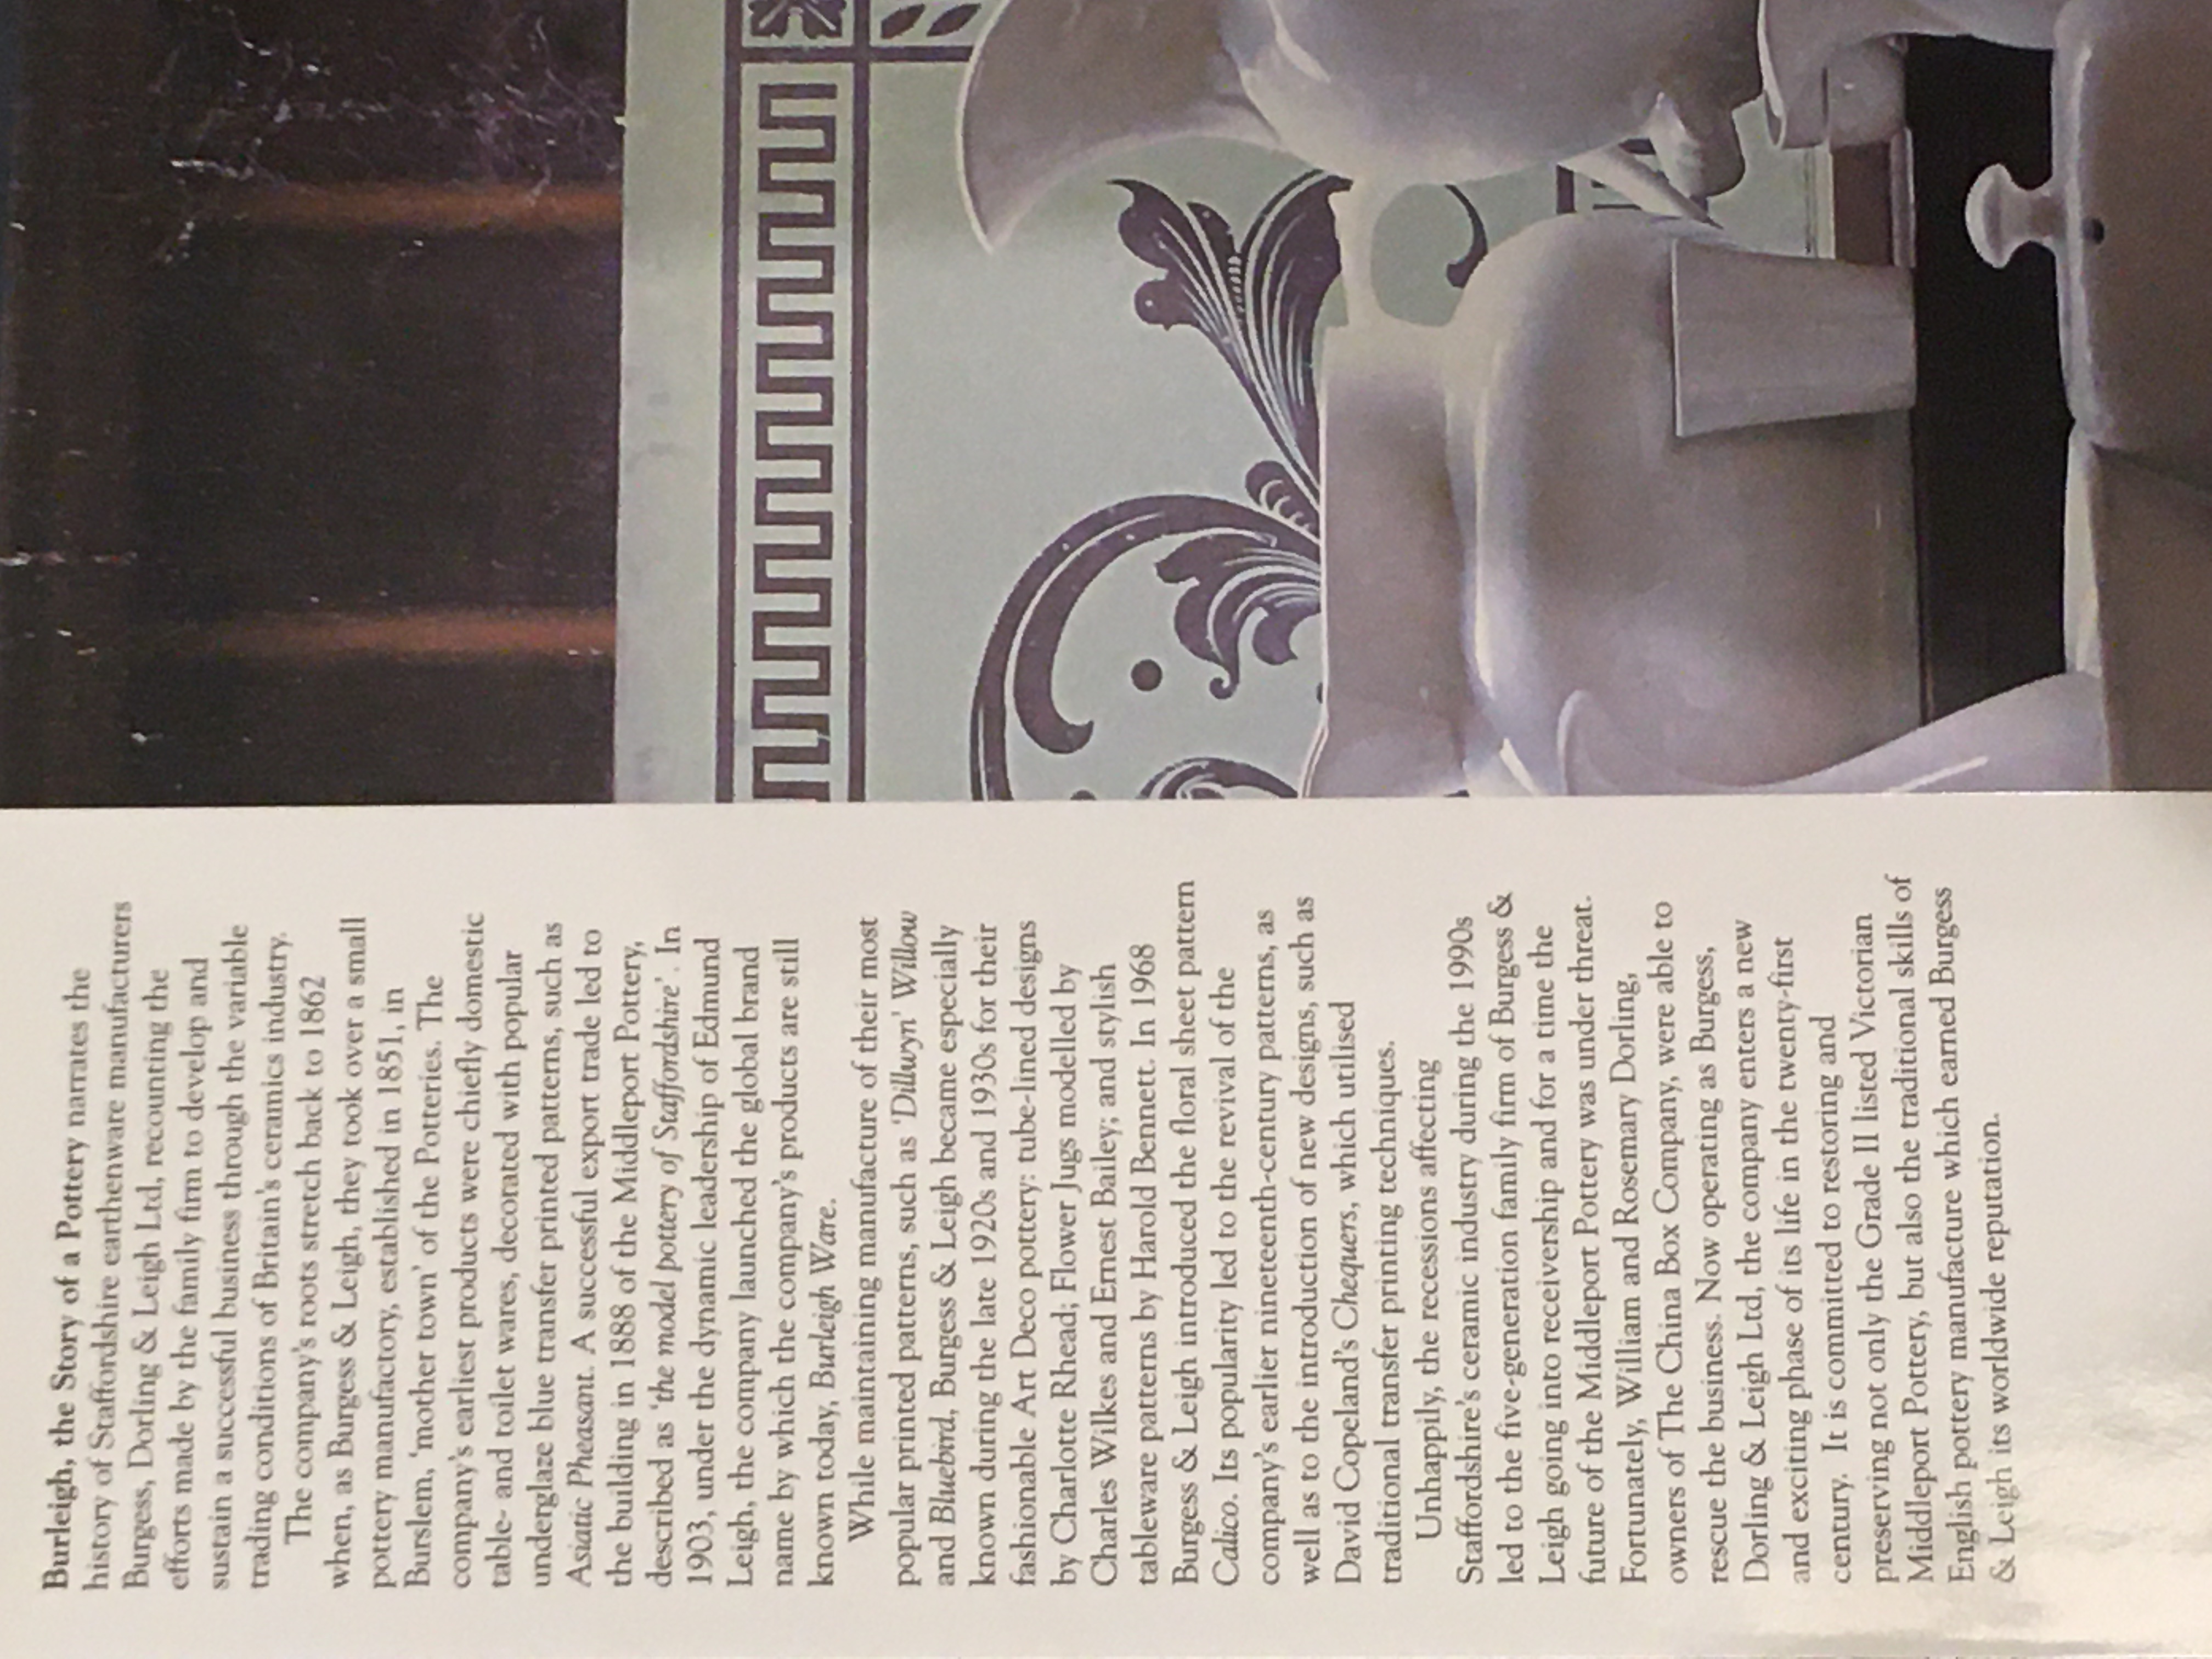 Burleigh, the Story of a Pottery narrates the
history of Staffordshire earthenware manufacturers
Burgess, Dorling & Leigh Ltd, recounting the
efforts made by the family firm to develop and
sustain a successful business through the variable
trading conditions of Britain's ceramics industry.
The company's roots stretch back to 1862
when, as Burgess & Leigh, they took over a small
pottery manufactory, established in 1851, in
Burslem, 'mother town' of the Potteries. The
company's earliest products were chiefly domestic
table- and toilet wares, decorated with popular
underglaze blue transfer printed patterns, such as
Asiatic Pheasant. A successful export trade led to
the building in 1888 of the Middleport Pottery,
described as 'the model pottery of Staffordshire'. In
1903, under the dynamic leadership of Edmund
Leigh, the company launched the global brand
name by which the company's products are still
known today, Burleigh Ware.
While maintaining manufacture of their most
popular printed patterns, such as 'Dillwyn' Willow
and Bluebird, Burgess & Leigh became especially
known during the late 1920s and 1930s for their
fashionable Art Deco pottery: tube-lined designs
by Charlotte Rhead; Flower Jugs modelled by
Charles Wilkes and Ernest Bailey; and stylish
tableware patterns by Harold Bennett. In 1968
Burgess & Leigh introduced the floral sheet pattern
Calico. Its popularity led to the revival of the
company's earlier nineteenth-century patterns, as
well as to the introduction of new designs, such as
David Copeland's Chequers, which utilised
traditional transfer printing techniques.
Unhappily, the recessions affecting
Staffordshire's ceramic industry during the 1990s
led to the five-generation family firm of Burgess &
Leigh going into receivership and for a time the
future of the Middleport Pottery was under threat.
Fortunately, William and Rosemary Dorling,
owners of The China Box Company, were able to
rescue the business. Now operating as Burgess,
Dorling & Leigh Ltd, the company enters a new
and exciting phase of its life in the twenty-first
century. It is committed to restoring and
preserving not only the Grade II listed Victorian
Middleport Pottery, but also the traditional skills of
English pottery manufacture which earned Burgess
& Leigh its worldwide reputation.